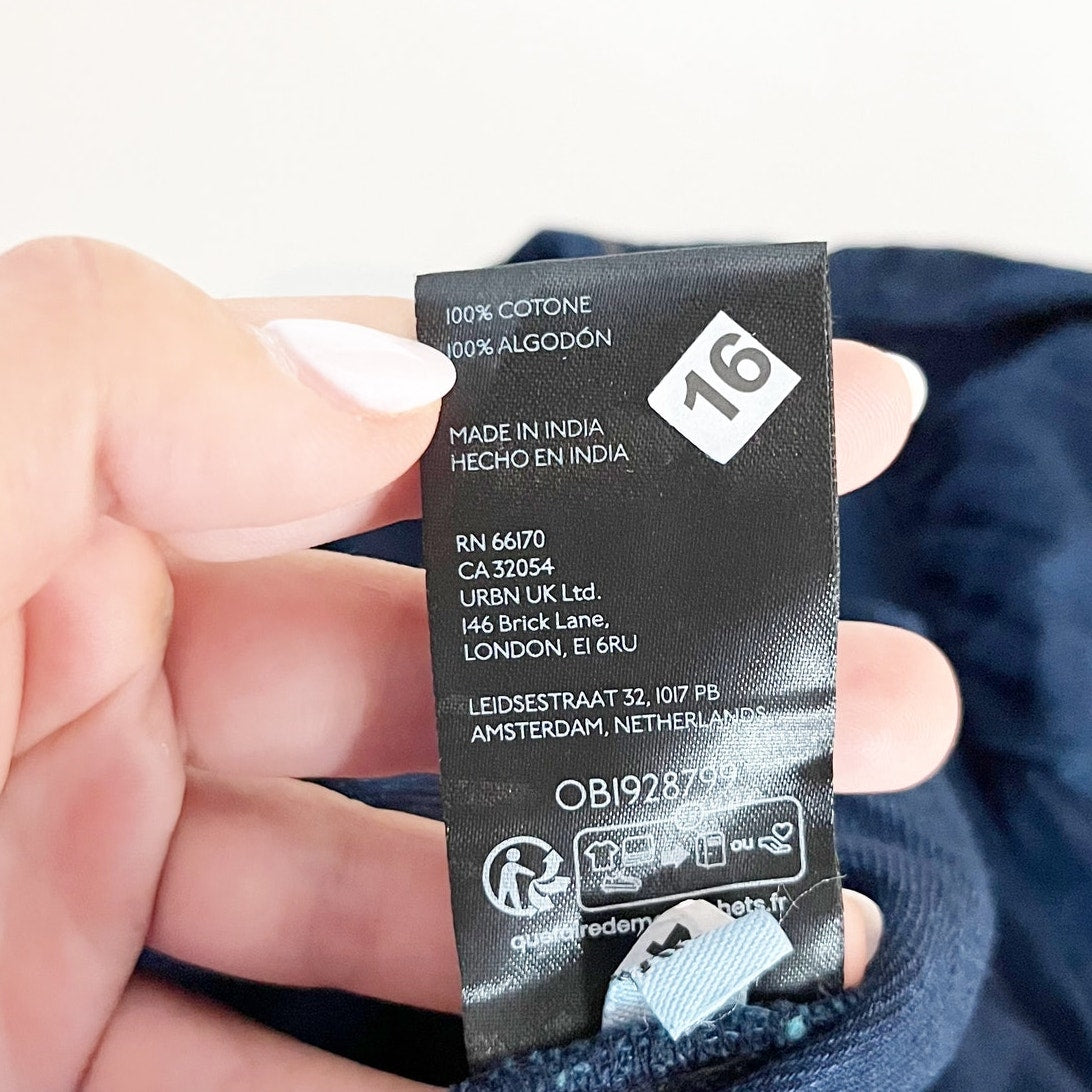 100% COTONE
100% ALGODÓN
16
MADE IN INDIA
HECHO EN INDIA
RN 66170
CA 32054
URBN UK Ltd.
146 Brick Lane,
LONDON, E1 6RU
LEIDSESTRAAT 32, 1017 PB
AMSTERDAM, NETHERLANDS
OB1928799
ou